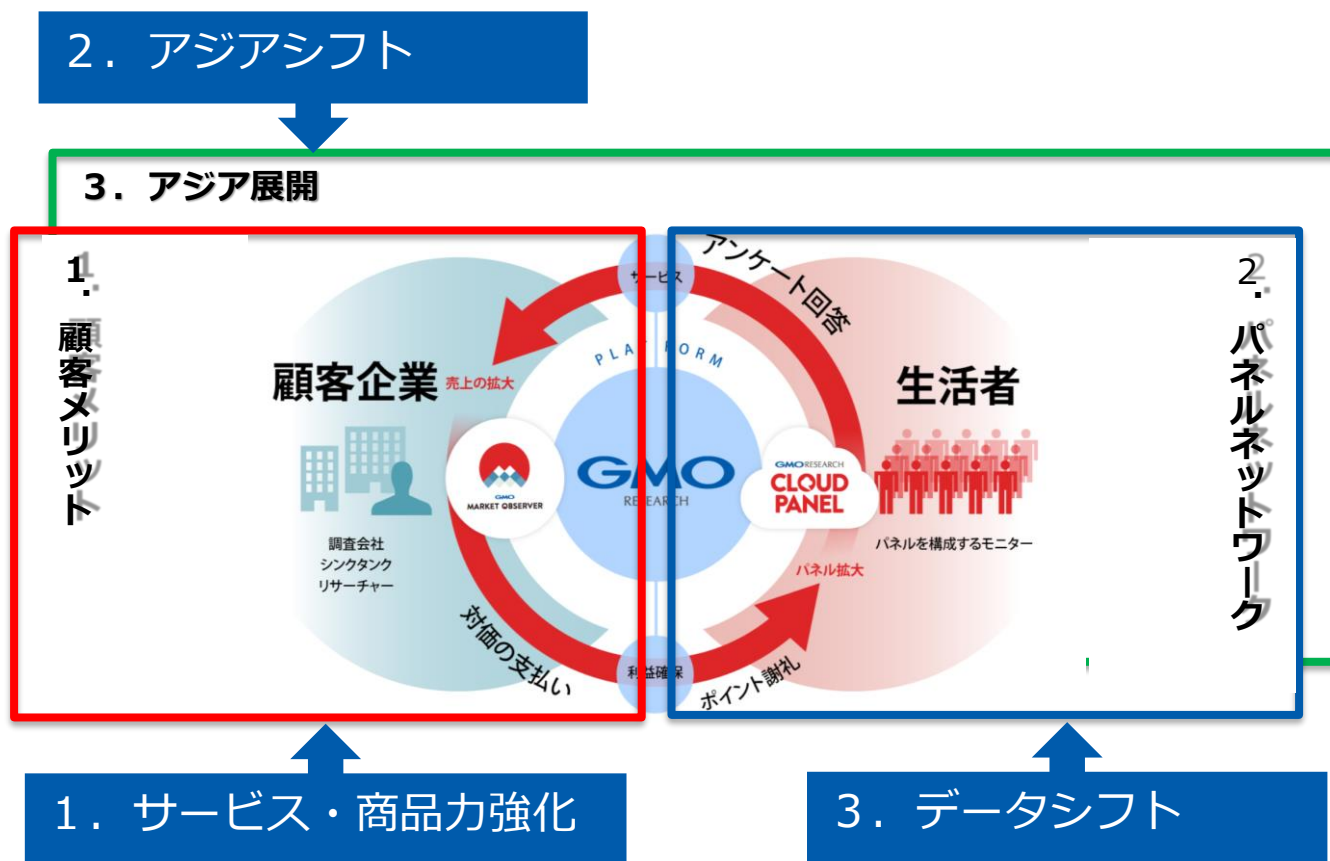 ２．アジアシフト
３．アジア展開
１．顧客メリット
２．パネルネットワーク
サービス
アンケート回答
PLATFORM
顧客企業
売上の拡大
生活者
GMO
MARKET OBSERVER
GMO
RESEARCH
GMO RESEARCH
CLOUD
PANEL
調査会社
シンクタンク
リサーチャー
パネルを構成するモニター
パネル拡大
対価の支払い
利益確保
ポイント謝礼
１．サービス・商品力強化
３．データシフト